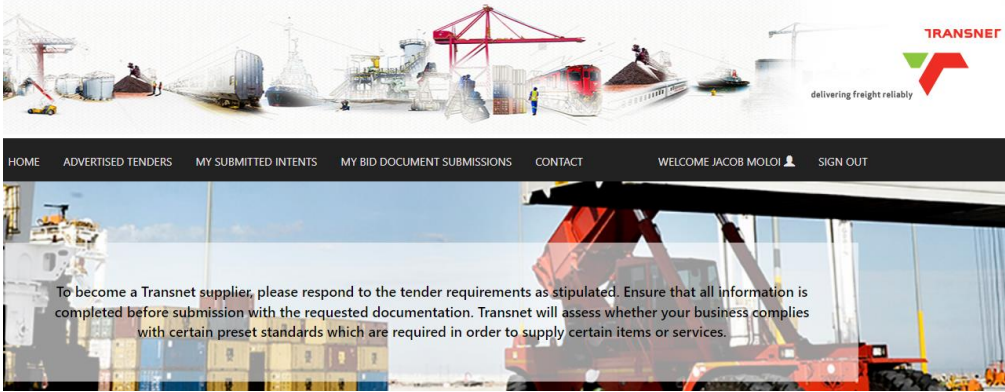 TRANSNET
delivering freight reliably
HOME ADVERTISED TENDERS MY SUBMITTED INTENTS MY BID DOCUMENT SUBMISSIONS CONTACT WELCOME JACOB MOLOI SIGN OUT
To become a Transnet supplier, please respond to the tender requirements as stipulated. Ensure that all information is
completed before submission with the requested documentation. Transnet will assess whether your business complies
with certain preset standards which are required in order to supply certain items or services.